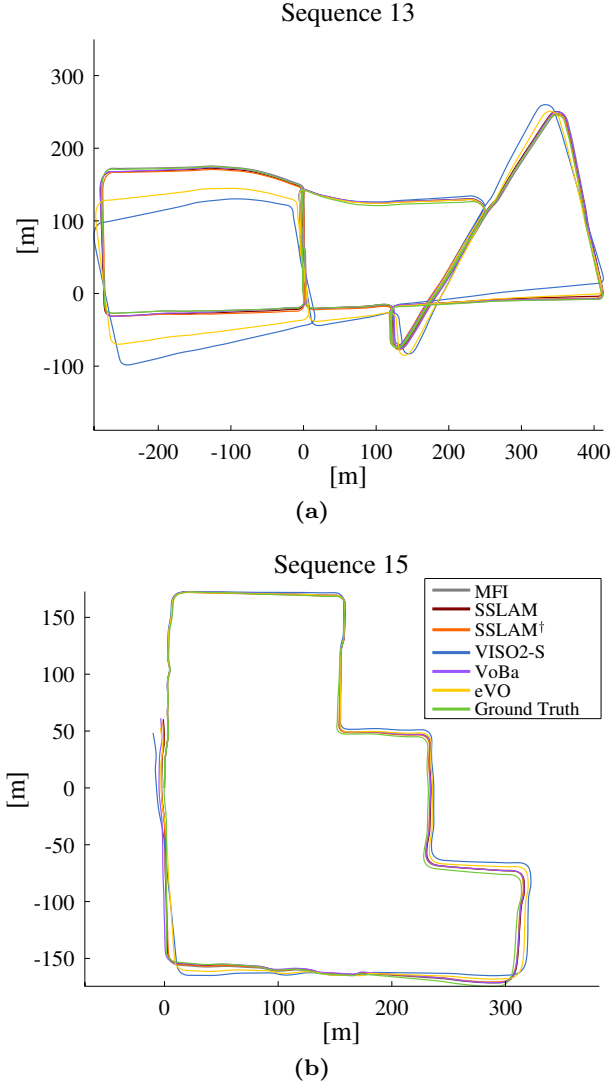 Sequence 13
300
200
100
0
-100
[m]
-200
-100
0
100
200
300
400
[m]
(a)
Sequence 15
MFI
SSLAM
SSLAM†
VISO2-S
VoBa
eVO
Ground Truth
150
100
50
0
-50
-100
-150
[m]
0
100
200
300
[m]
(b)